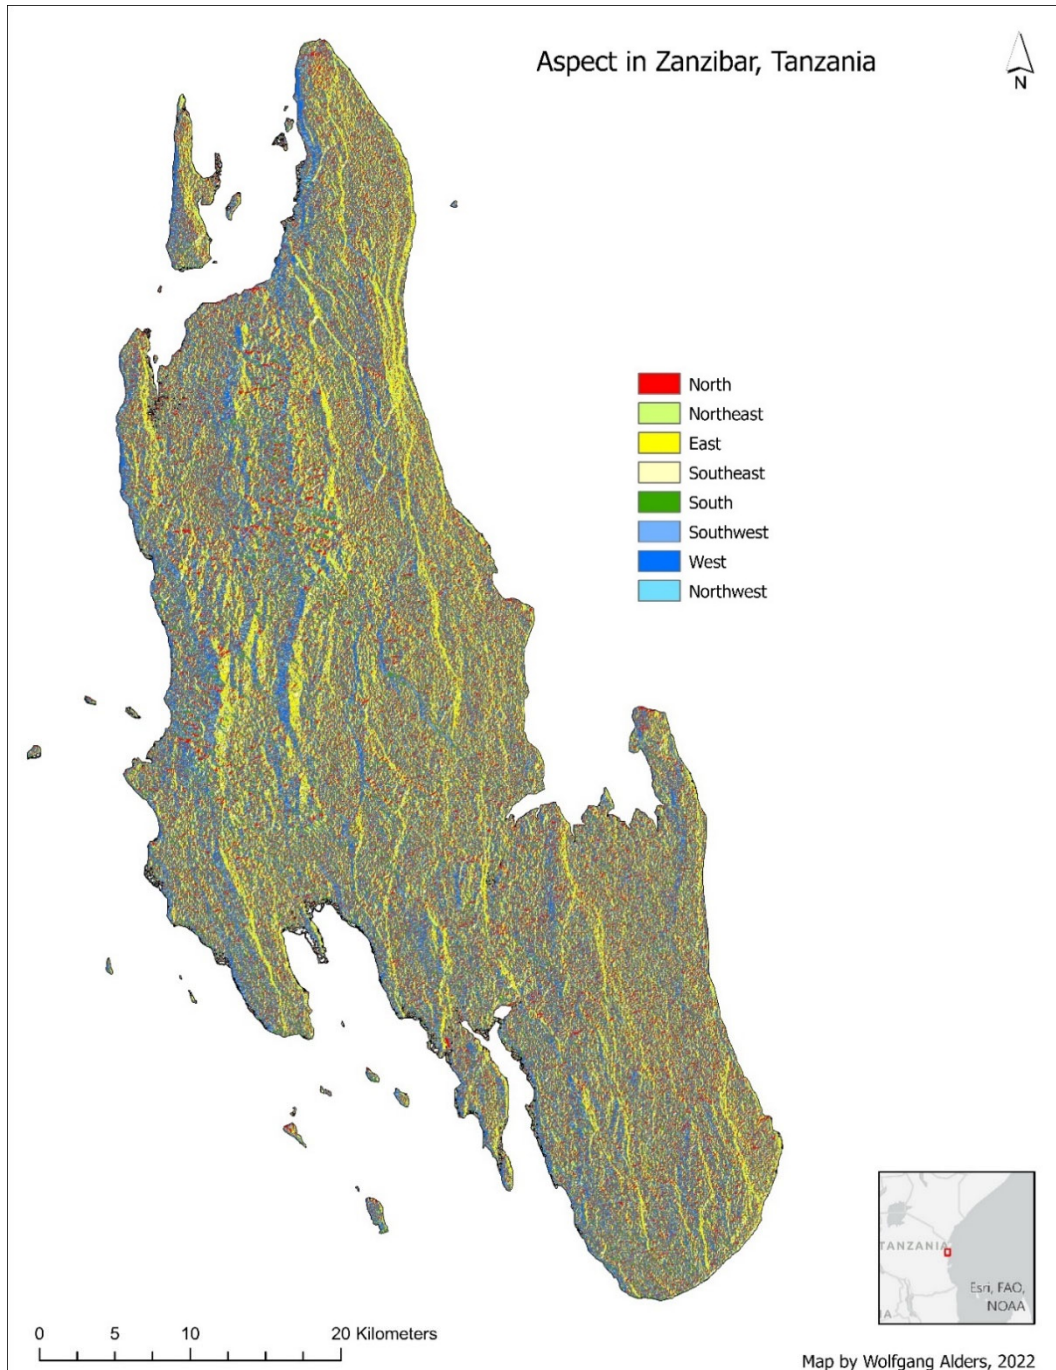 Aspect in Zanzibar, Tanzania
N
North
Northeast
East
Southeast
South
Southwest
West
Northwest
TANZANIA
Esri, FAO,
NOAA
IA
0 5 10 20 Kilometers
Map by Wolfgang Alders, 2022